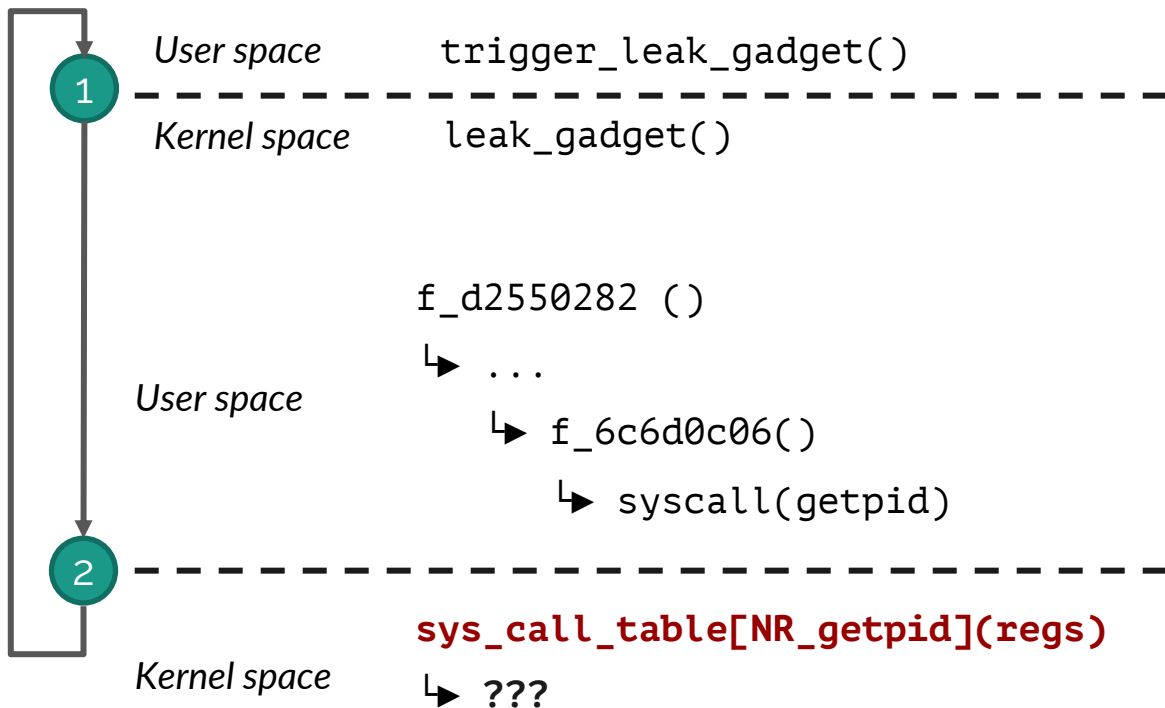 User space trigger_leak_gadget()
1
Kernel space leak_gadget()
f_d2550282 ()
...
User space
f_6c6d0c06()
syscall(getpid)
2
sys_call_table[NR_getpid](regs)
Kernel space
???